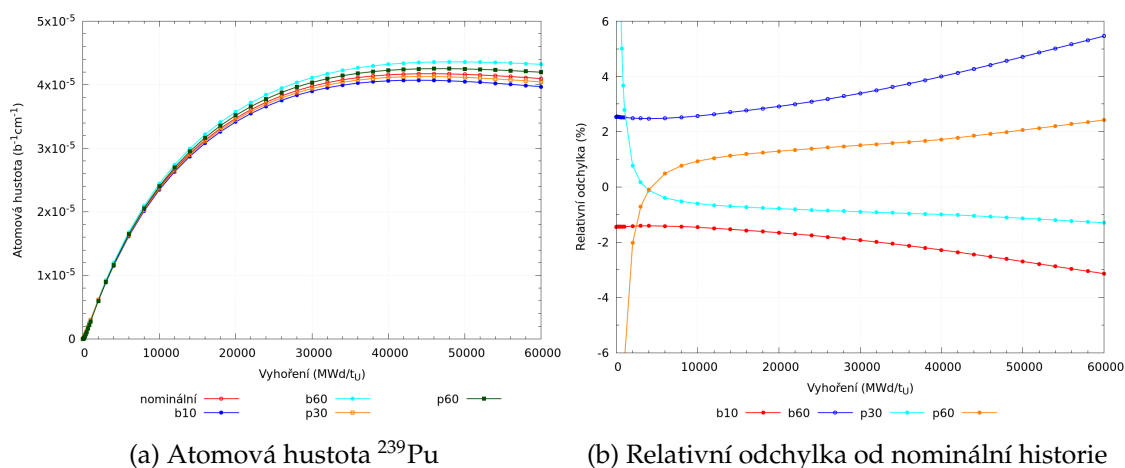 5x10⁻⁵
4x10⁻⁵
3x10⁻⁵
2x10⁻⁵
1x10⁻⁵
0
Atomová hustota (b⁻¹cm⁻¹)
0 10000 20000 30000 40000 50000 60000
Vyhoření (MWd/tU)
nominální b60 p60
b10 p30
(a) Atomová hustota ²³⁹Pu
6
4
2
0
-2
-4
-6
Relativní odchylka (%)
0 10000 20000 30000 40000 50000 60000
Vyhoření (MWd/tU)
b10 b60 p30 p60
(b) Relativní odchylka od nominální historie